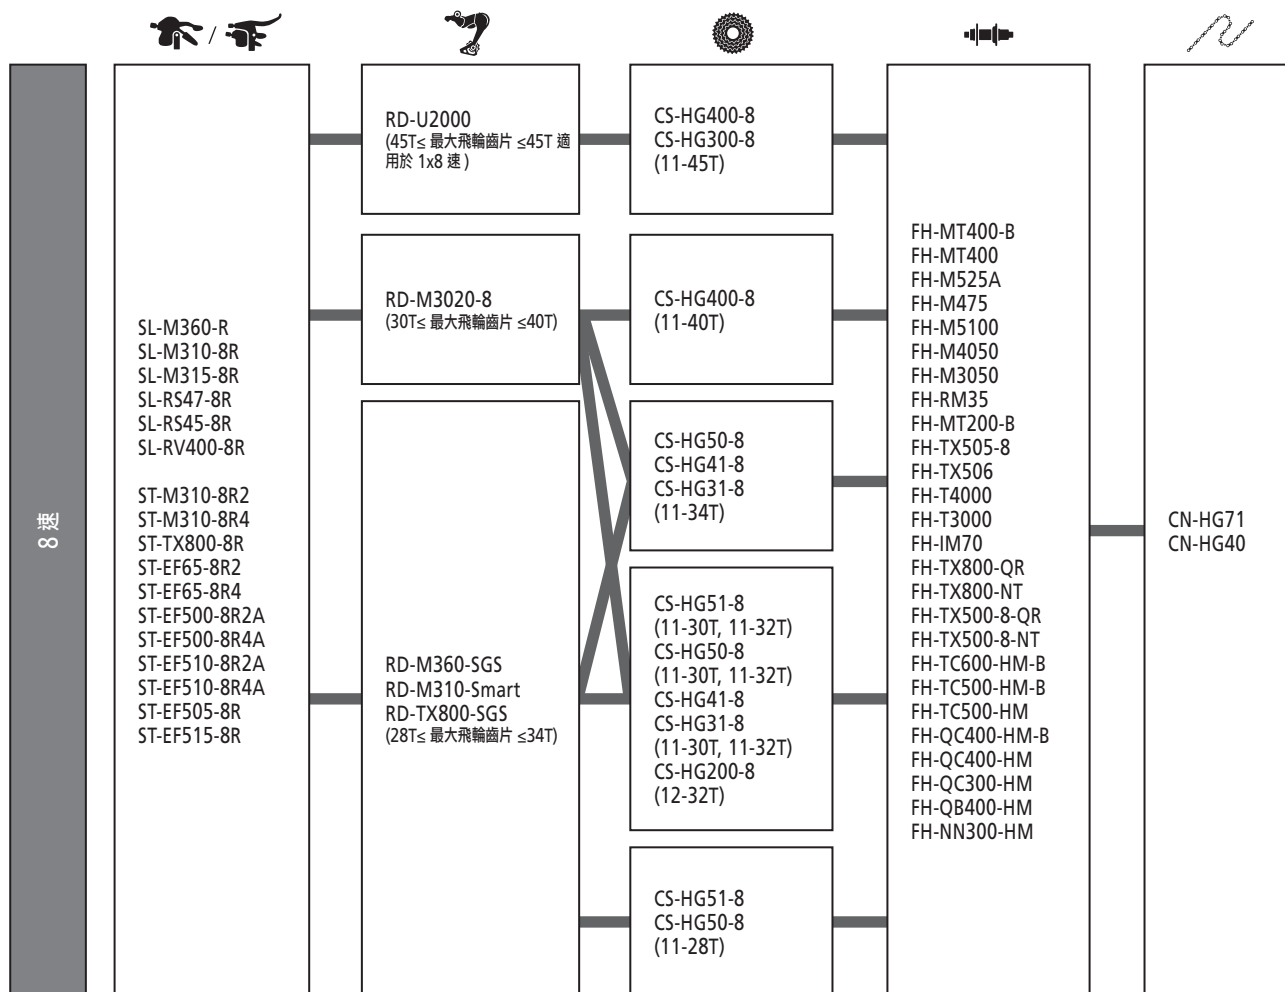 /
8 速
SL-M360-R
SL-M310-8R
SL-M315-8R
SL-RS47-8R
SL-RS45-8R
SL-RV400-8R
ST-M310-8R2
ST-M310-8R4
ST-TX800-8R
ST-EF65-8R2
ST-EF65-8R4
ST-EF500-8R2A
ST-EF500-8R4A
ST-EF510-8R2A
ST-EF510-8R4A
ST-EF505-8R
ST-EF515-8R
RD-U2000
(45T≤ 最大飛輪齒片 ≤45T 適
用於 1x8 速 )
RD-M3020-8
(30T≤ 最大飛輪齒片 ≤40T)
RD-M360-SGS
RD-M310-Smart
RD-TX800-SGS
(28T≤ 最大飛輪齒片 ≤34T)
CS-HG400-8
CS-HG300-8
(11-45T)
CS-HG400-8
(11-40T)
CS-HG50-8
CS-HG41-8
CS-HG31-8
(11-34T)
CS-HG51-8
(11-30T, 11-32T)
CS-HG50-8
(11-30T, 11-32T)
CS-HG41-8
CS-HG31-8
(11-30T, 11-32T)
CS-HG200-8
(12-32T)
CS-HG51-8
CS-HG50-8
(11-28T)
FH-MT400-B
FH-MT400
FH-M525A
FH-M475
FH-M5100
FH-M4050
FH-M3050
FH-RM35
FH-MT200-B
FH-TX505-8
FH-TX506
FH-T4000
FH-T3000
FH-IM70
FH-TX800-QR
FH-TX800-NT
FH-TX500-8-QR
FH-TX500-8-NT
FH-TC600-HM-B
FH-TC500-HM-B
FH-TC500-HM
FH-QC400-HM-B
FH-QC400-HM
FH-QC300-HM
FH-QB400-HM
FH-NN300-HM
CN-HG71
CN-HG40